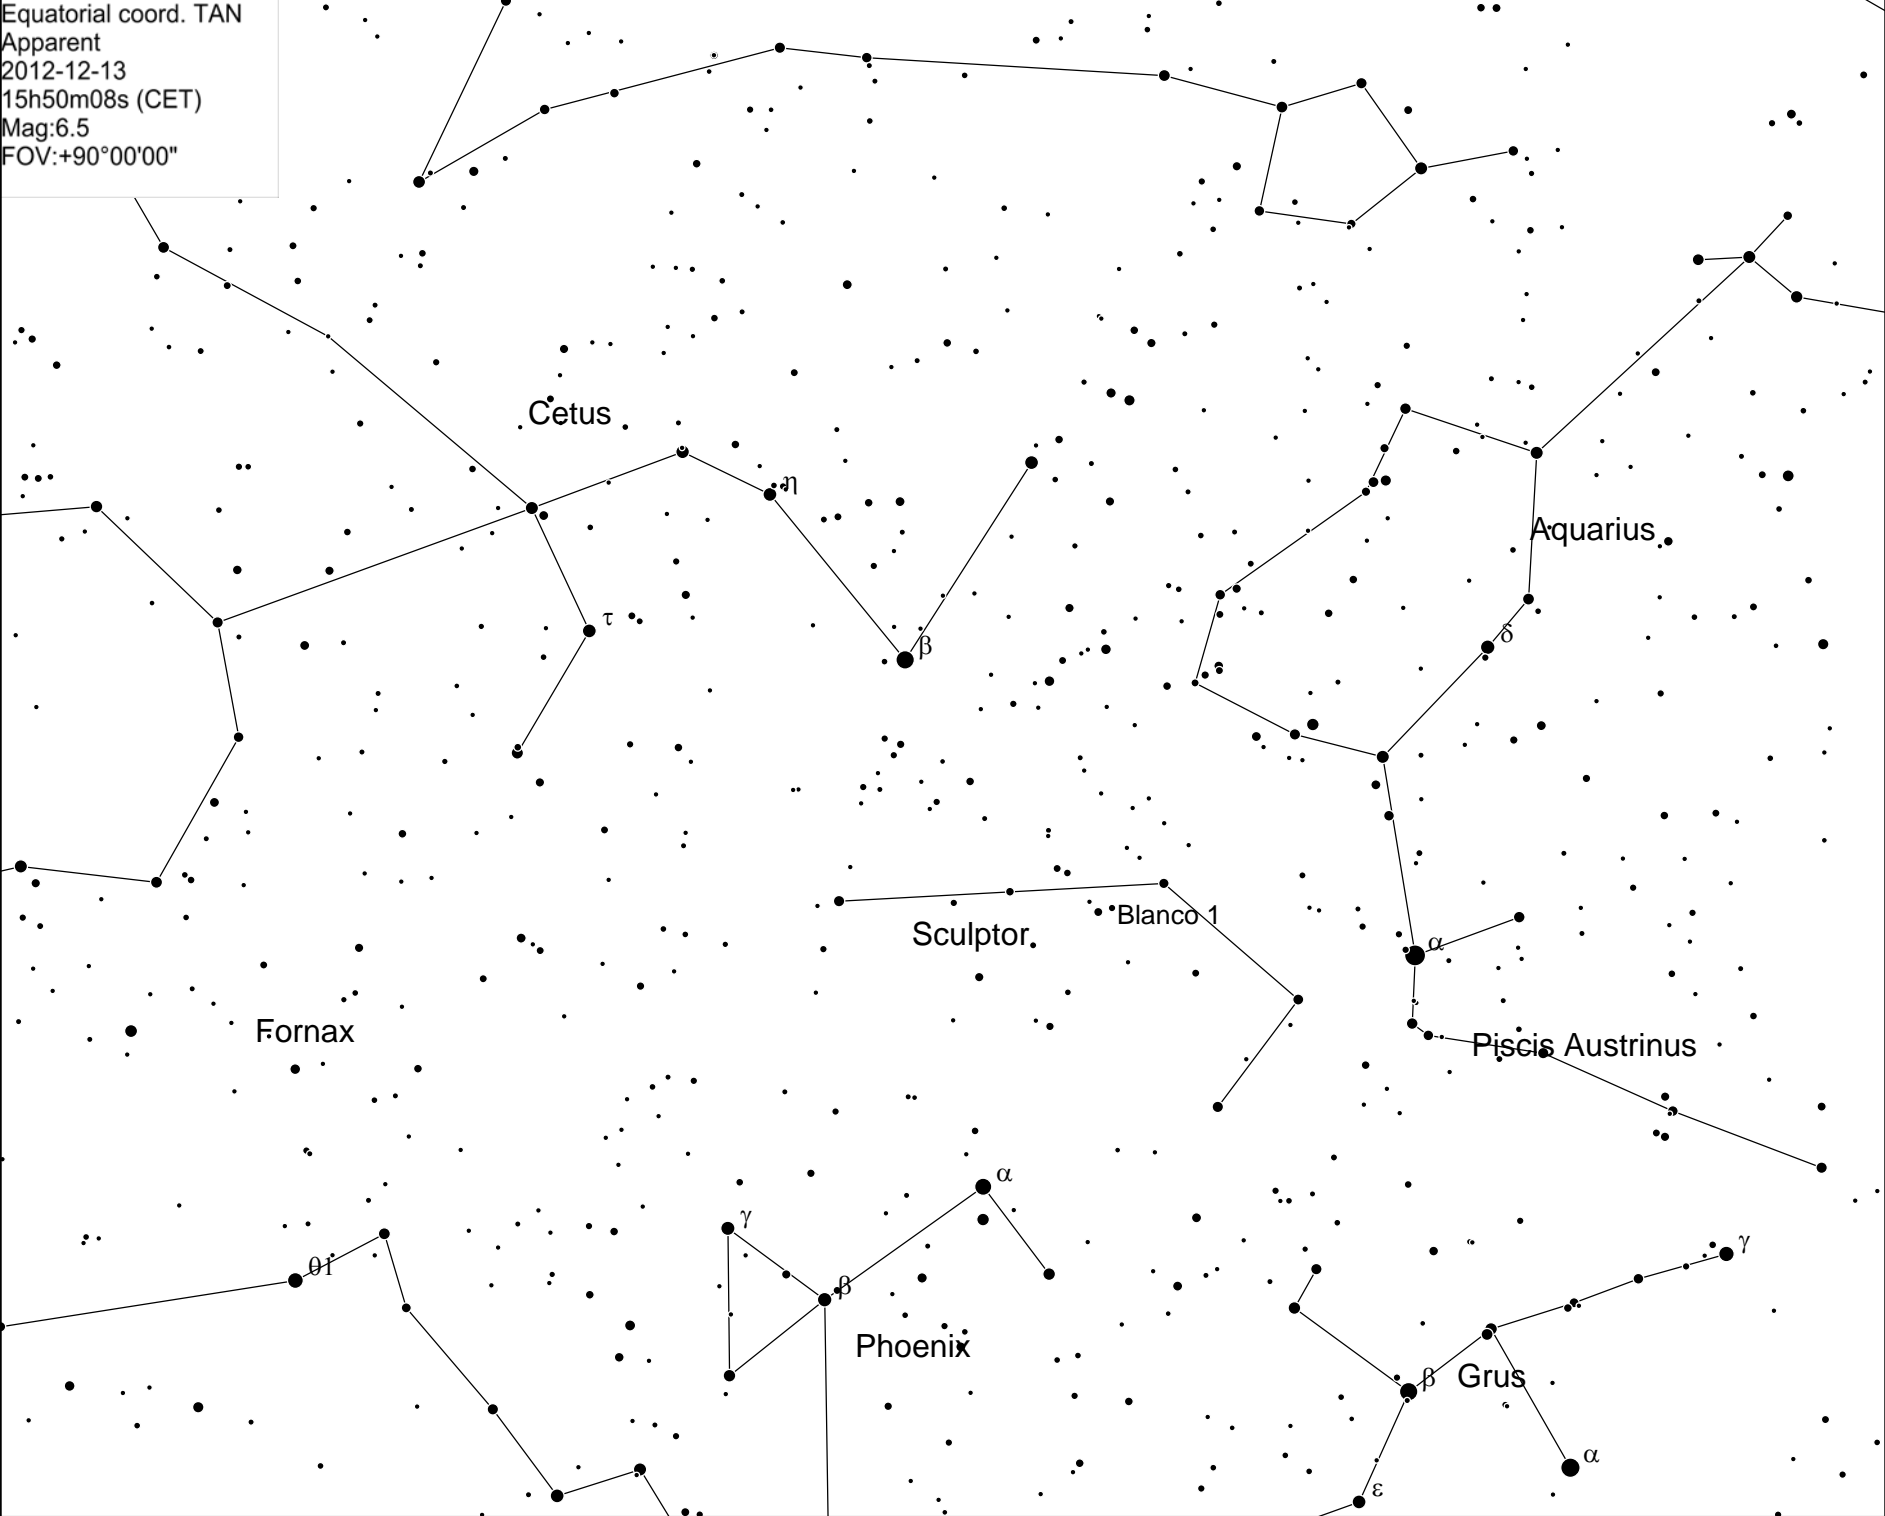 Equatorial coord. TAN
Apparent
2012-12-13
15h50m08s (CET)
Mag:6.5
FOV:+90°00'00"
Cetus
η
Aquarius
τ
δ
β
Blanco 1
Sculptor
α
Fornax
Piscis Austrinus
α
γ
γ
θ1
β
Phoenix
β
Grus
α
ε